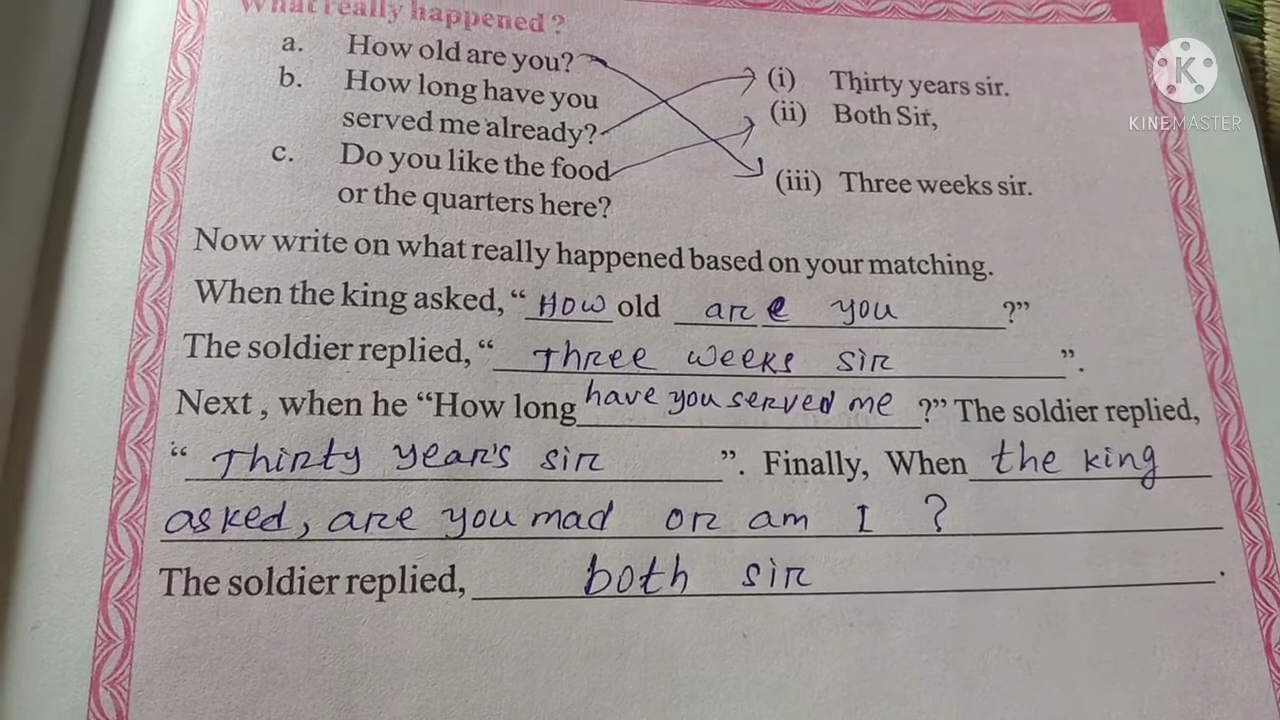 What really happened?
a. How old are you?
(i) Thirty years sir.
b. How long have you
served me already?
(ii) Both Sir,
c. Do you like the food
or the quarters here?
(iii) Three weeks sir.
Now write on what really happened based on your matching.
When the king asked, “How old are you ?”
The soldier replied, “Three weeks sir ”.
Next , when he “How long have you served me ?” The soldier replied,
“Thirty year's sir ”. Finally, When the king
asked, are you mad or am I ?
The soldier replied, both sir .
K
KINEMASTER